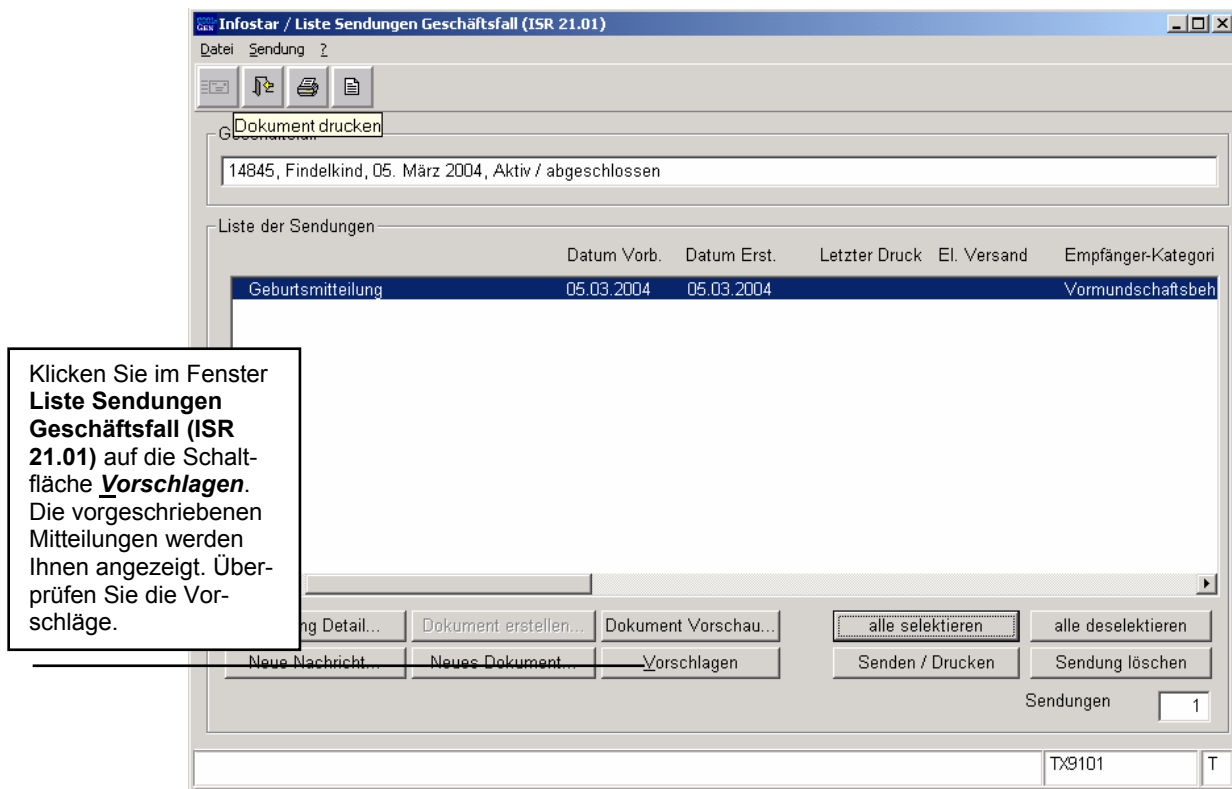 Infostar / Liste Sendungen Geschäftsfall (ISR 21.01)
Datei Sendung ?
Dokument drucken
14845, Findelkind, 05. März 2004, Aktiv / abgeschlossen
Liste der Sendungen
Datum Vorb. Datum Erst. Letzter Druck El. Versand Empfänger-Kategori
Geburtsmitteilung 05.03.2004 05.03.2004 Vormundschaftsbeh
Klicken Sie im Fenster
Liste Sendungen
Geschäftsfall (ISR
21.01) auf die Schalt-
fläche Vorschlagen.
Die vorgeschriebenen
Mitteilungen werden
Ihnen angezeigt. Über-
prüfen Sie die Vor-
schläge.
ng Detail... Dokument erstellen... Dokument Vorschau... alle selektieren alle deselektieren
Neue Nachricht... Neues Dokument... Vorschlagen Senden / Drucken Sendung löschen
Sendungen 1
TX9101 T